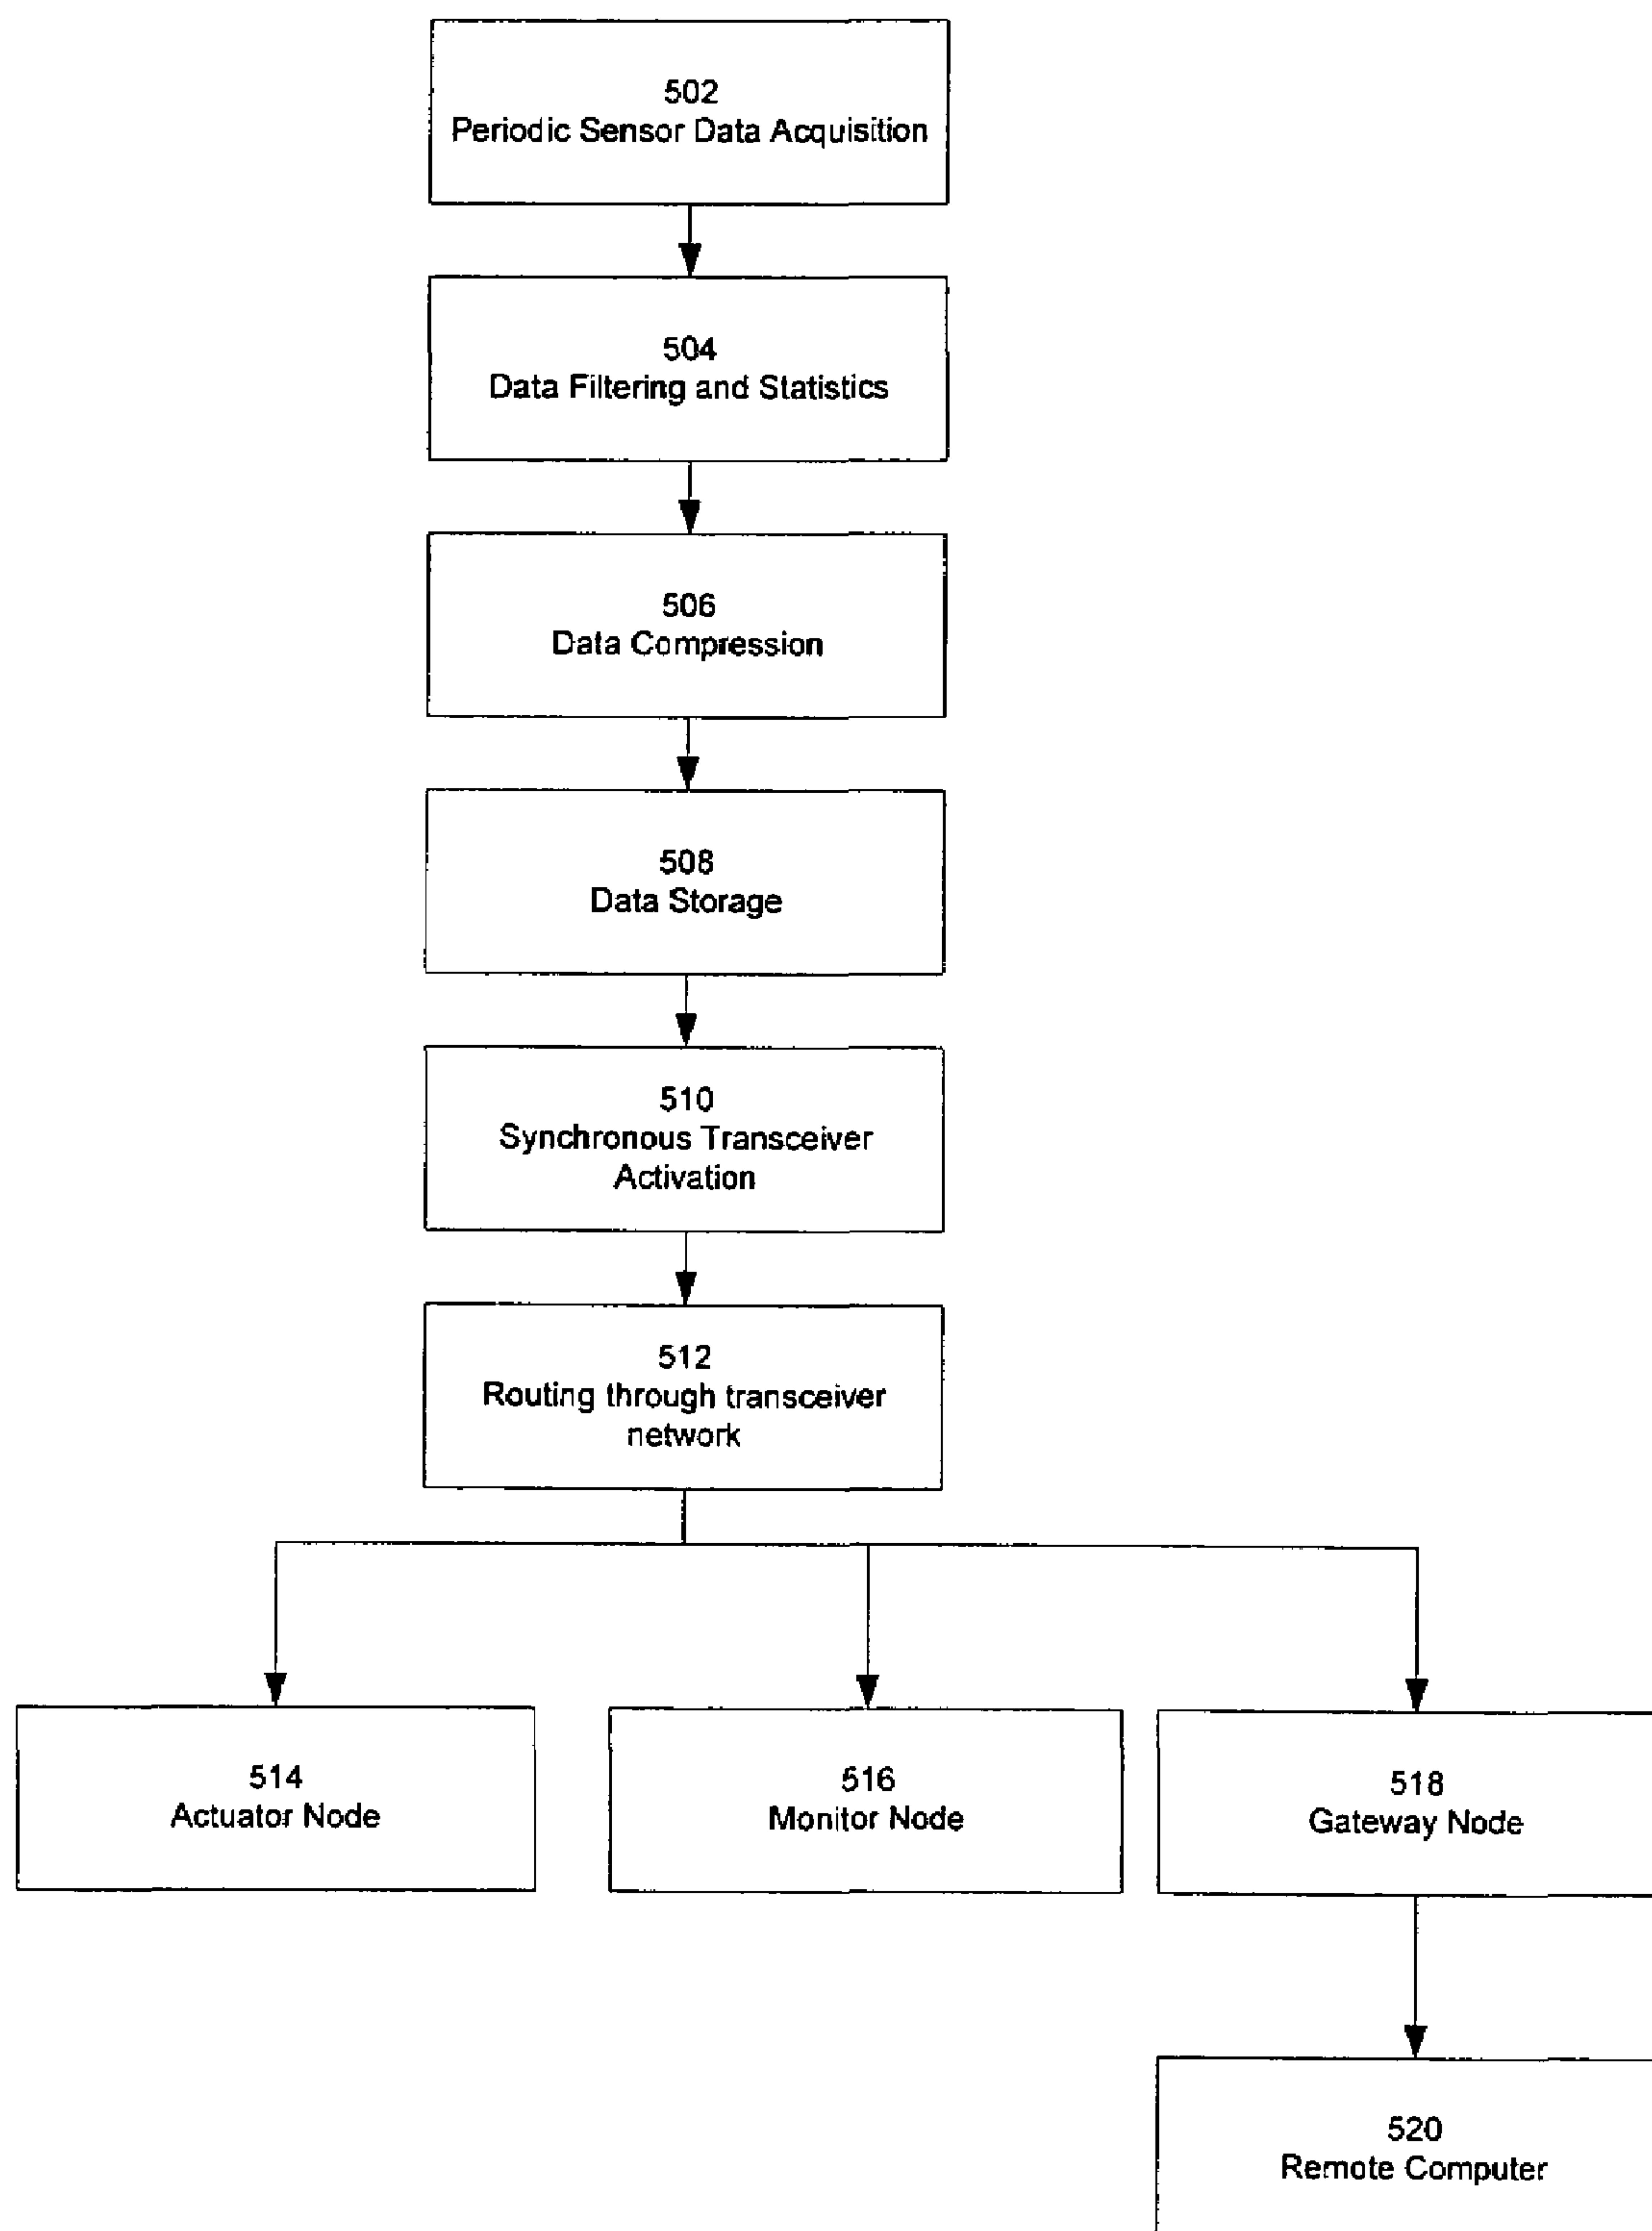 502
Periodic Sensor Data Acquisition
504
Data Filtering and Statistics
506
Data Compression
508
Data Storage
510
Synchronous Transceiver
Activation
512
Routing through transceiver
network
514
Actuator Node
516
Monitor Node
518
Gateway Node
520
Remote Computer